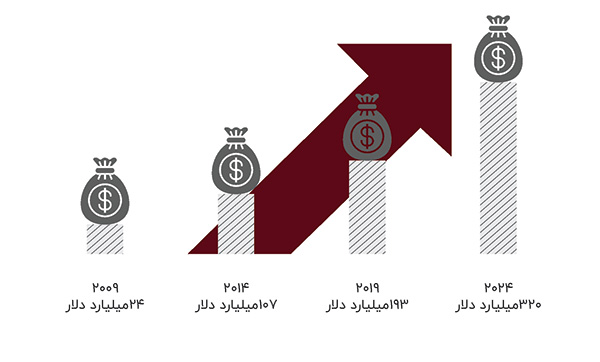 ۲۰۰۹
۲۴میلیارد دلار
۲۰۱۴
۱۰۷میلیارد دلار
۲۰۱۹
۱۹۳میلیارد دلار
۲۰۲۴
۳۲۰میلیارد دلار
$
$
$
$